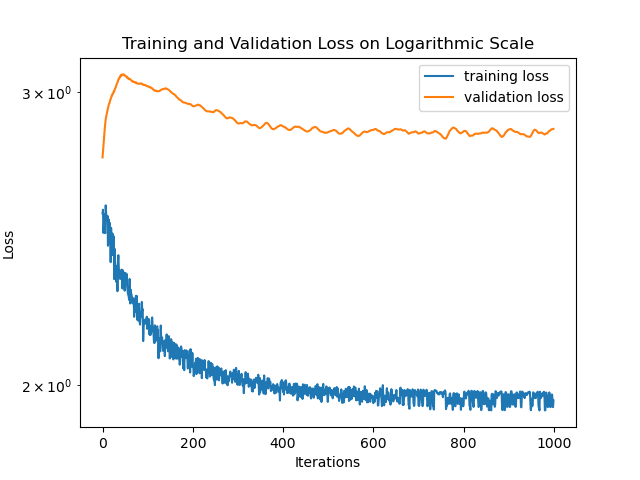 Training and Validation Loss on Logarithmic Scale
training loss
validation loss
3 × 10⁰
2 × 10⁰
Loss
0 200 400 600 800 1000
Iterations